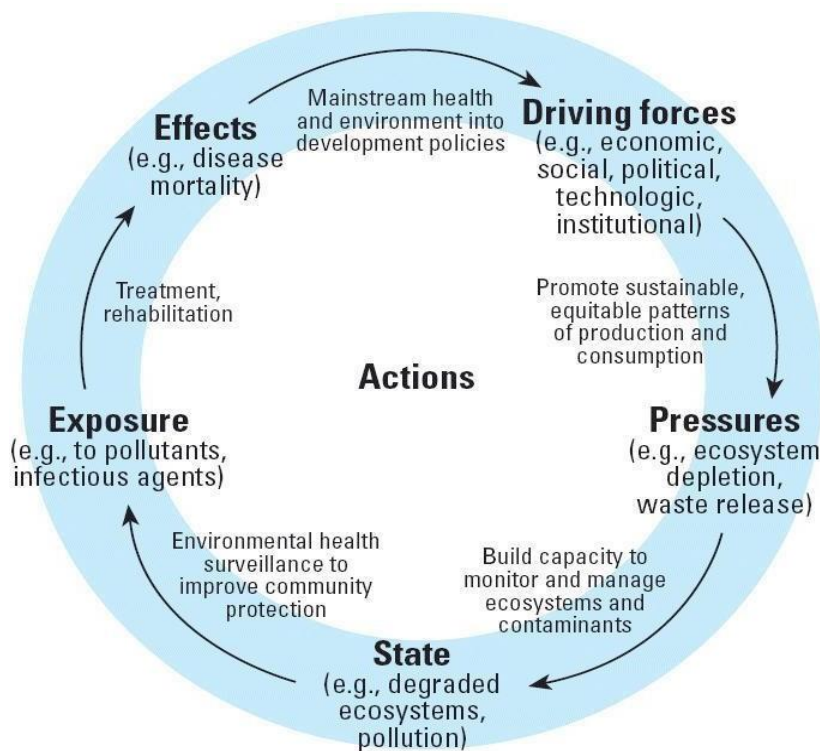 Effects
(e.g., disease
mortality)
Mainstream health
and environment into
development policies
Driving forces
(e.g., economic,
social, political,
technologic,
institutional)
Promote sustainable,
equitable patterns
of production and
consumption
Pressures
(e.g., ecosystem
depletion,
waste release)
Build capacity to
monitor and manage
ecosystems and
contaminants
State
(e.g., degraded
ecosystems,
pollution)
Environmental health
surveillance to
improve community
protection
Exposure
(e.g., to pollutants,
infectious agents)
Treatment,
rehabilitation
Actions